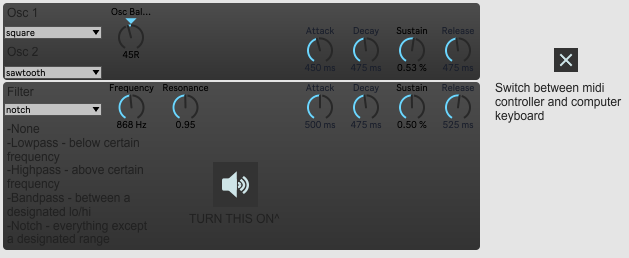 Osc 1
Osc Bal...
square
45R
Osc 2
sawtooth
Attack Decay Sustain Release
450 ms 475 ms 0.53 % 475 ms
Filter
notch
Frequency Resonance
868 Hz 0.95
Attack Decay Sustain Release
500 ms 475 ms 0.50 % 525 ms
-None
-Lowpass - below certain
frequency
-Highpass - above certain
frequency
-Bandpass - between a
designated lo/hi
-Notch - everything except
a designated range
TURN THIS ON^
Switch between midi
controller and computer
keyboard